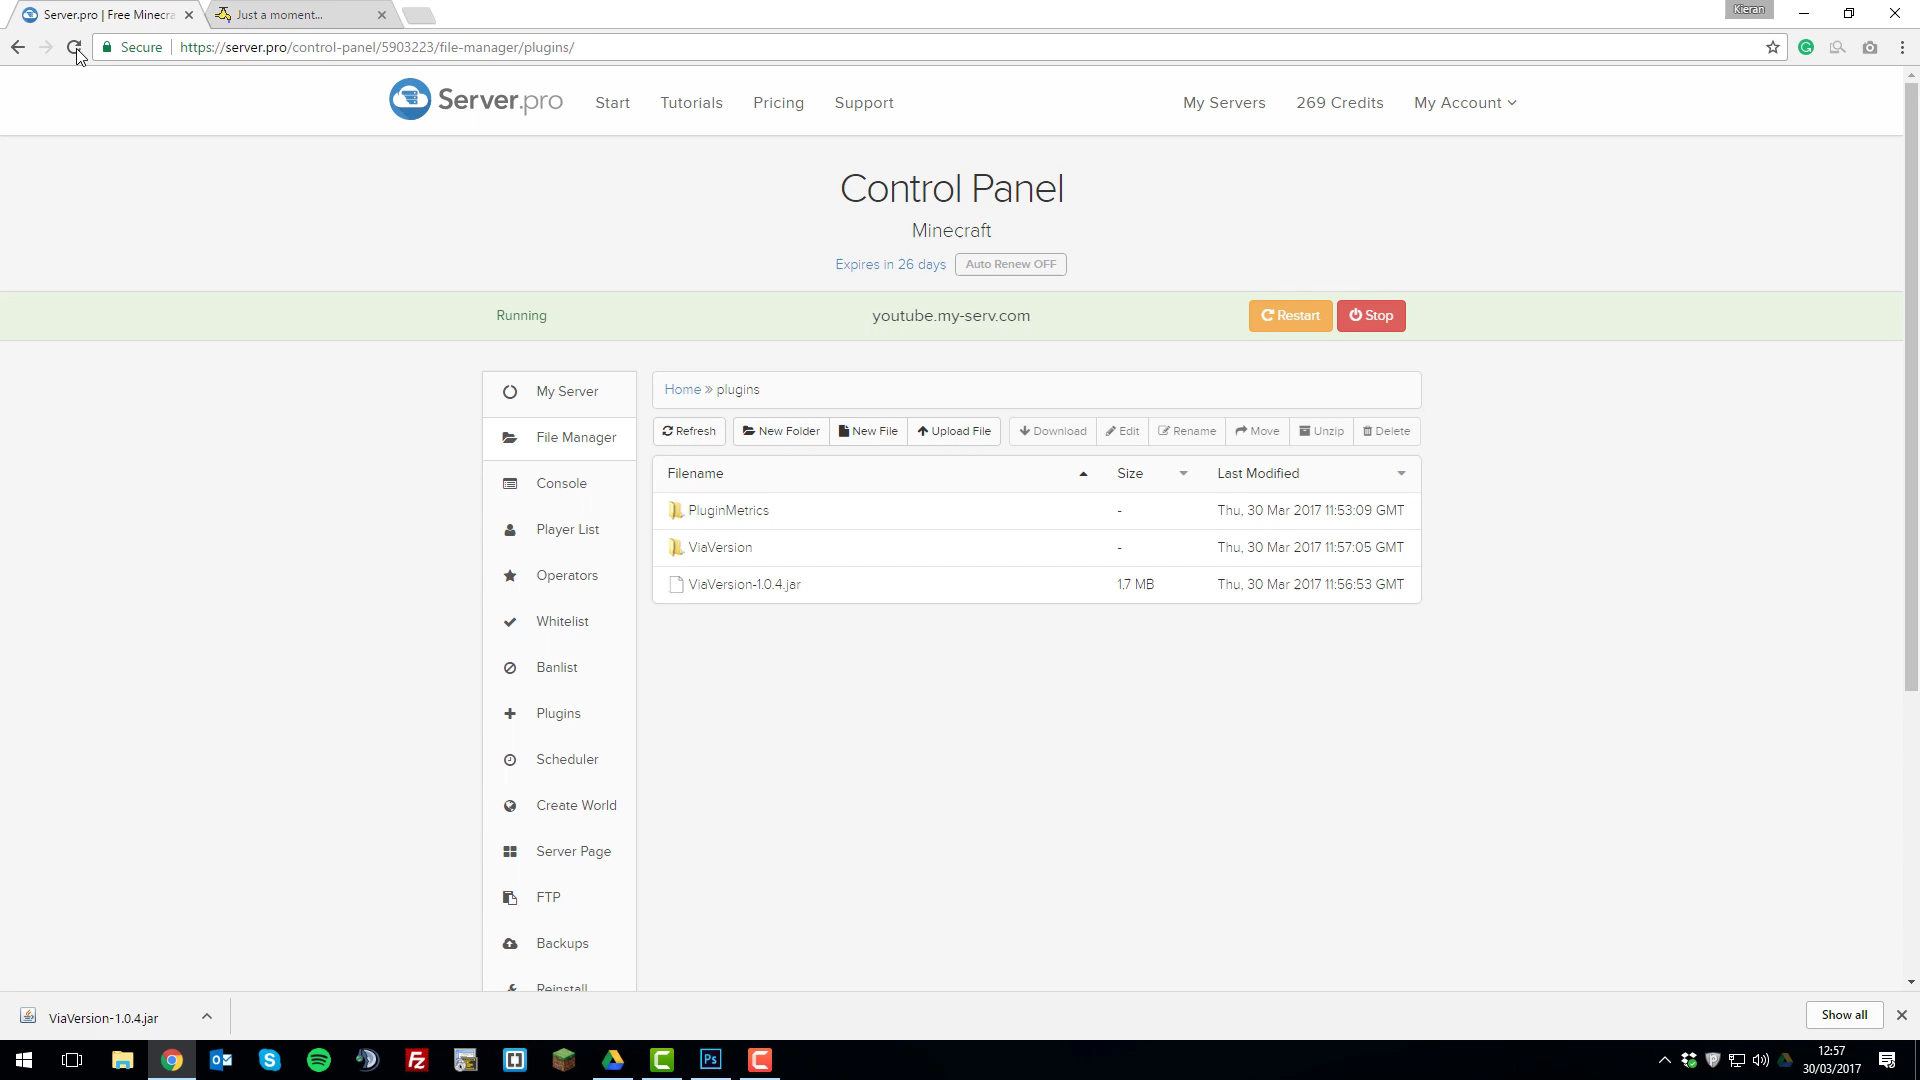 Server.pro | Free Minecra
Just a moment...
Kieran
Secure
https://server.pro/control-panel/5903223/file-manager/plugins/
Server.pro
Start
Tutorials
Pricing
Support
My Servers
269 Credits
My Account
Control Panel
Minecraft
Expires in 26 days
Auto Renew OFF
Running
youtube.my-serv.com
Restart
Stop
My Server
File Manager
Console
Player List
Operators
Whitelist
Banlist
Plugins
Scheduler
Create World
Server Page
FTP
Backups
Reinstall
Home » plugins
Refresh
New Folder
New File
Upload File
Download
Edit
Rename
Move
Unzip
Delete
Filename Size Last Modified
PluginMetrics - Thu, 30 Mar 2017 11:53:09 GMT
ViaVersion - Thu, 30 Mar 2017 11:57:05 GMT
ViaVersion-1.0.4.jar 1.7 MB Thu, 30 Mar 2017 11:56:53 GMT
ViaVersion-1.0.4.jar
Show all
Ps
12:57
30/03/2017